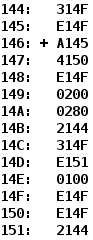 144: 314F
145: E14F
146: + A145
147: 4150
148: E14F
149: 0200
14A: 0280
14B: 2144
14C: 314F
14D: E151
14E: 0100
14F: E14F
150: E14F
151: 2144